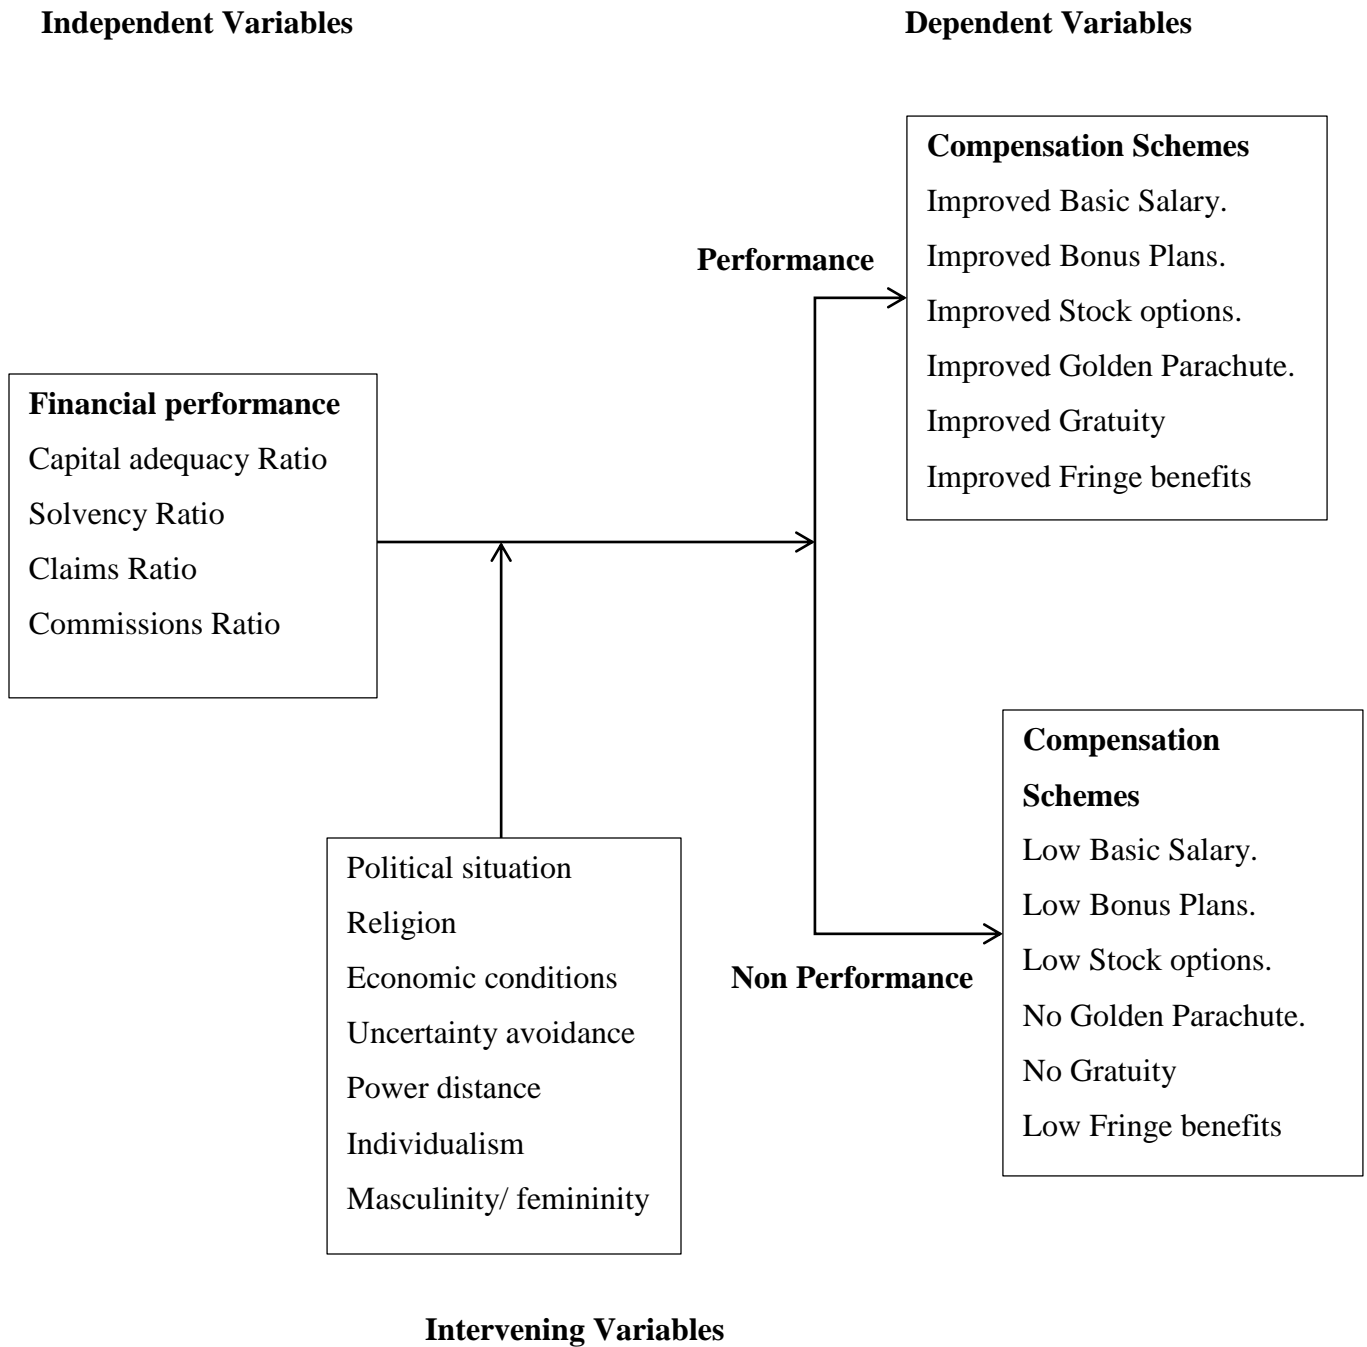 Independent Variables
Dependent Variables
Compensation Schemes
Improved Basic Salary.
Improved Bonus Plans.
Improved Stock options.
Improved Golden Parachute.
Improved Gratuity
Improved Fringe benefits
Performance
Financial performance
Capital adequacy Ratio
Solvency Ratio
Claims Ratio
Commissions Ratio
Compensation
Schemes
Low Basic Salary.
Low Bonus Plans.
Low Stock options.
No Golden Parachute.
No Gratuity
Low Fringe benefits
Non Performance
Political situation
Religion
Economic conditions
Uncertainty avoidance
Power distance
Individualism
Masculinity/ femininity
Intervening Variables